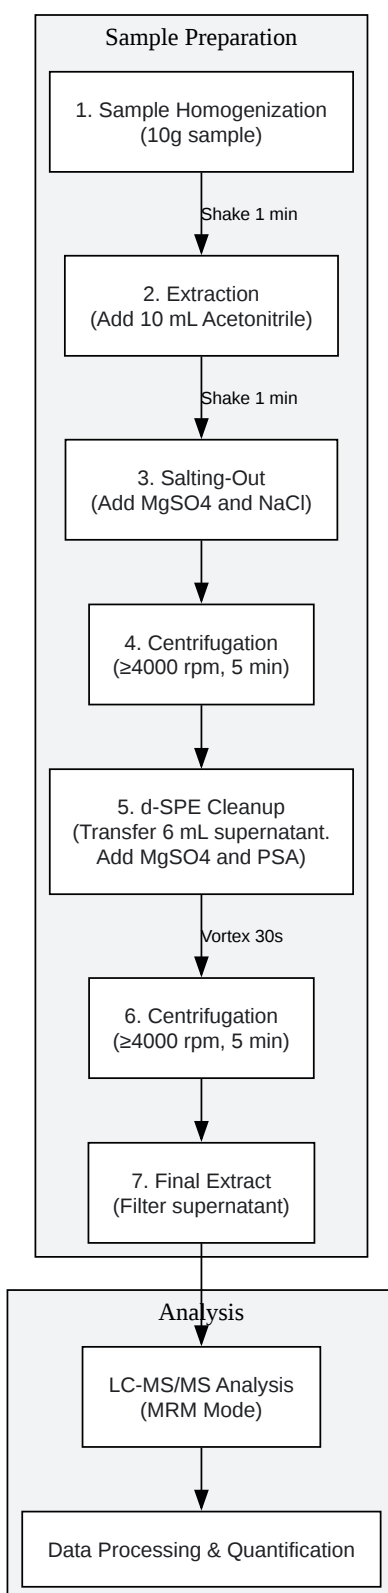 Sample Preparation
1. Sample Homogenization
(10g sample)
Shake 1 min
2. Extraction
(Add 10 mL Acetonitrile)
Shake 1 min
3. Salting-Out
(Add MgSO4 and NaCl)
4. Centrifugation
(≥4000 rpm, 5 min)
5. d-SPE Cleanup
(Transfer 6 mL supernatant.
Add MgSO4 and PSA)
Vortex 30s
6. Centrifugation
(≥4000 rpm, 5 min)
7. Final Extract
(Filter supernatant)
Analysis
LC-MS/MS Analysis
(MRM Mode)
Data Processing & Quantification